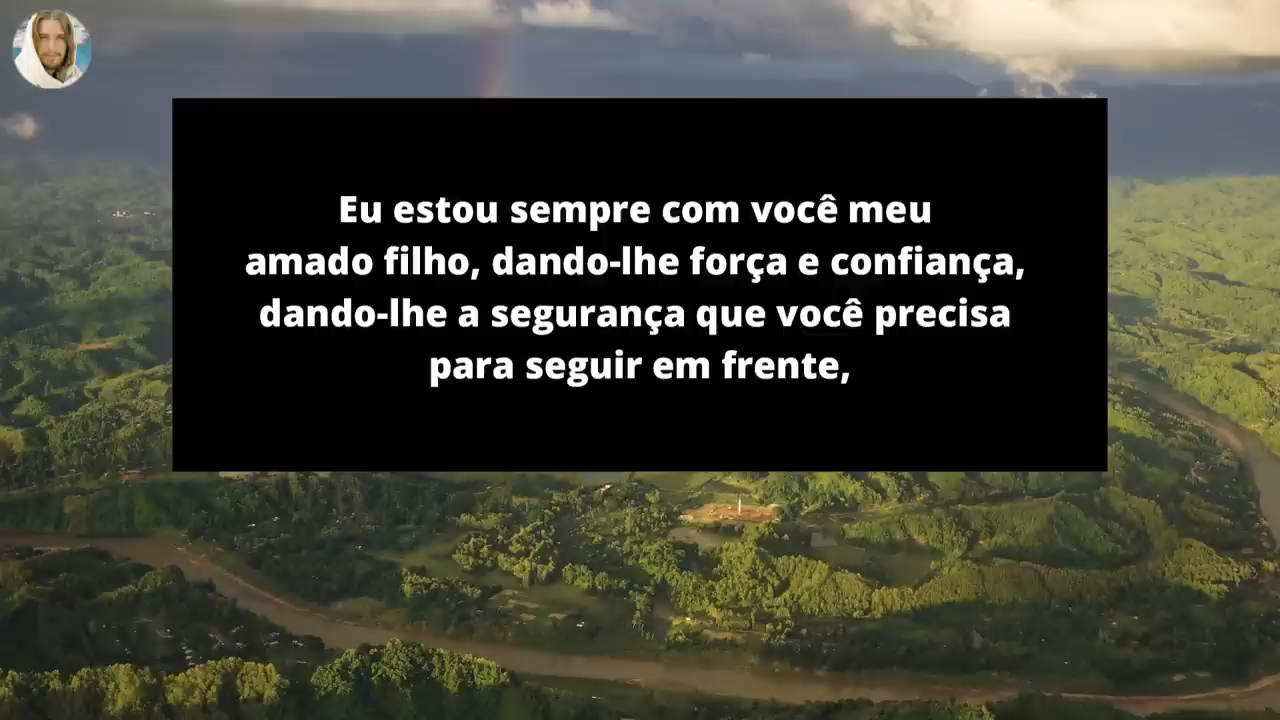 Eu estou sempre com você meu
amado filho, dando-lhe força e confiança,
dando-lhe a segurança que você precisa
para seguir em frente,